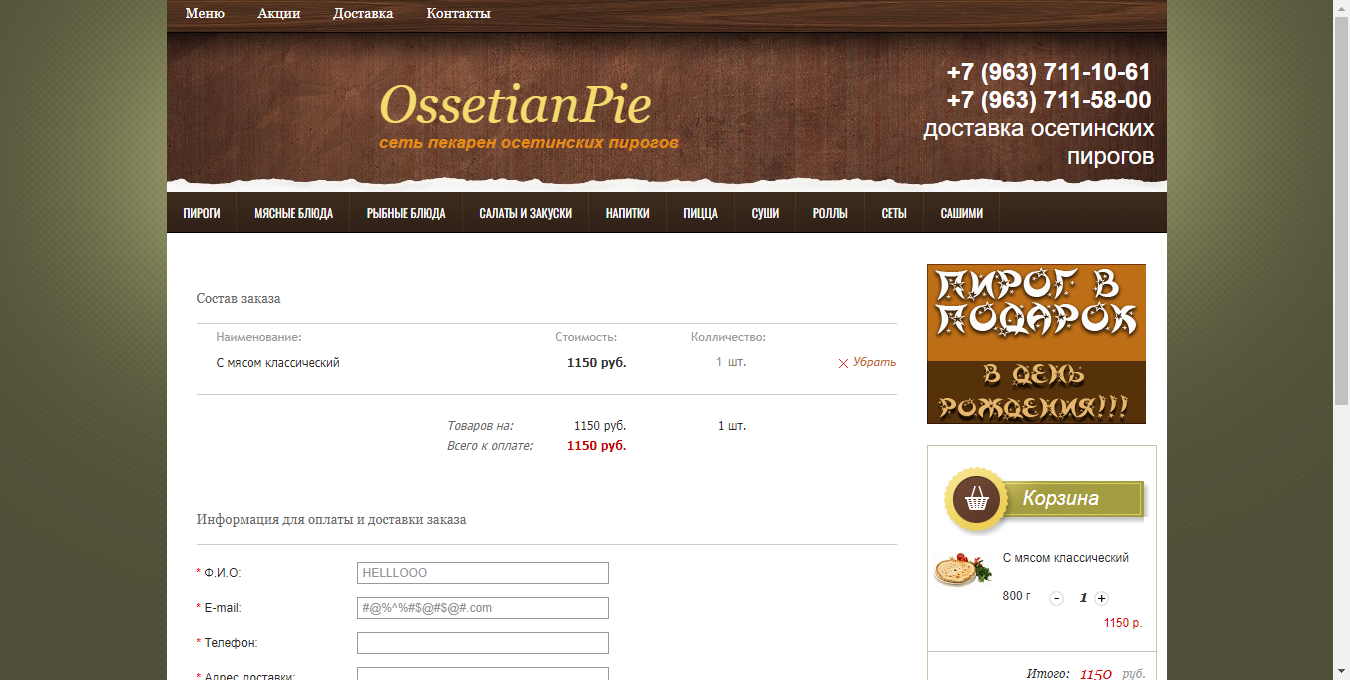 Меню Акции Доставка Контакты
OssetianPie
сеть пекарен осетинских пирогов
+7 (963) 711-10-61
+7 (963) 711-58-00
доставка осетинских
пирогов
ПИРОГИ МЯСНЫЕ БЛЮДА РЫБНЫЕ БЛЮДА САЛАТЫ И ЗАКУСКИ НАПИТКИ ПИЦЦА СУШИ РОЛЛЫ СЕТЫ САШИМИ
Состав заказа
Наименование: Стоимость: Колличество:
С мясом классический 1150 руб. 1 шт. Убрать
Товаров на: 1150 руб. 1 шт.
Всего к оплате: 1150 руб.
Информация для оплаты и доставки заказа
* Ф.И.О: HELLLOOO
* E-mail: #@%^%#$@#$@#.com
* Телефон:
* Адрес доставки:
ПИРОГ В
ПОДАРОК
В ДЕНЬ
РОЖДЕНИЯ!!!
Корзина
С мясом классический
800 г - 1 +
1150 р.
Итого: 1150 руб.